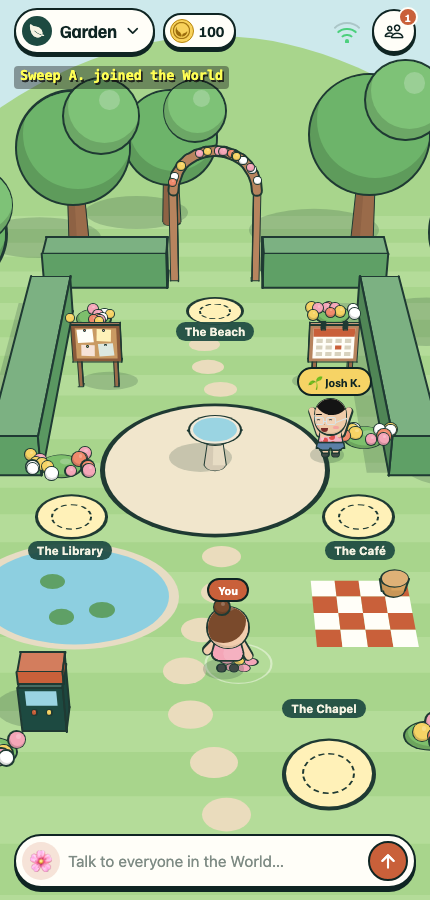 Garden
100
1
Sweep A. joined the World
The Beach
Josh K.
The Library
The Café
You
The Chapel
Talk to everyone in the World...